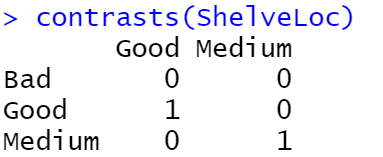 > contrasts(ShelveLoc)
Good Medium
Bad 0 0
Good 1 0
Medium 0 1